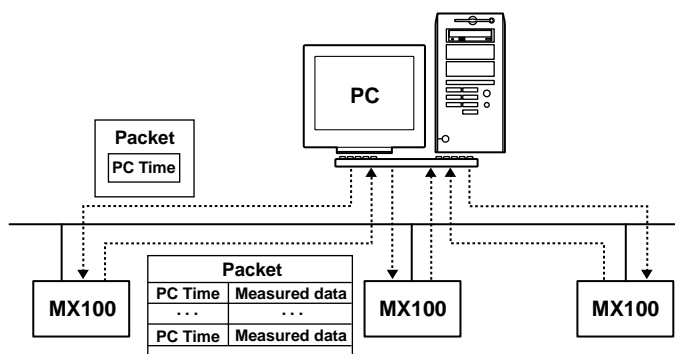 PC
Packet
PC Time
Packet
PC Time Measured data
... ...
PC Time Measured data
MX100
MX100
MX100